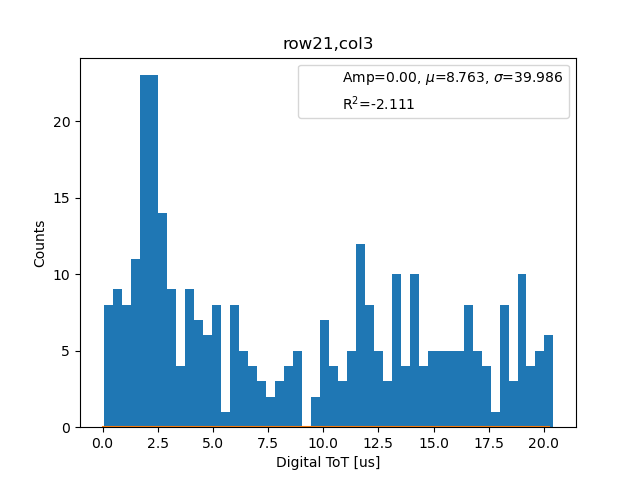 row21,col3
Amp=0.00, μ=8.763, σ=39.986
R²=-2.111
Counts
20
15
10
5
0
0.0 2.5 5.0 7.5 10.0 12.5 15.0 17.5 20.0
Digital ToT [us]